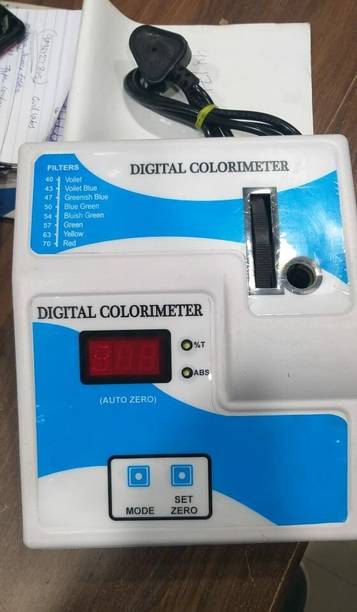 FILTERS
40 Voilet
43 Voilet Blue
47 Greenish Blue
50 Blue Green
54 Bluish Green
57 Green
63 Yellow
70 Red
DIGITAL COLORIMETER
DIGITAL COLORIMETER
%T
ABS
(AUTO ZERO)
MODE
SET
ZERO